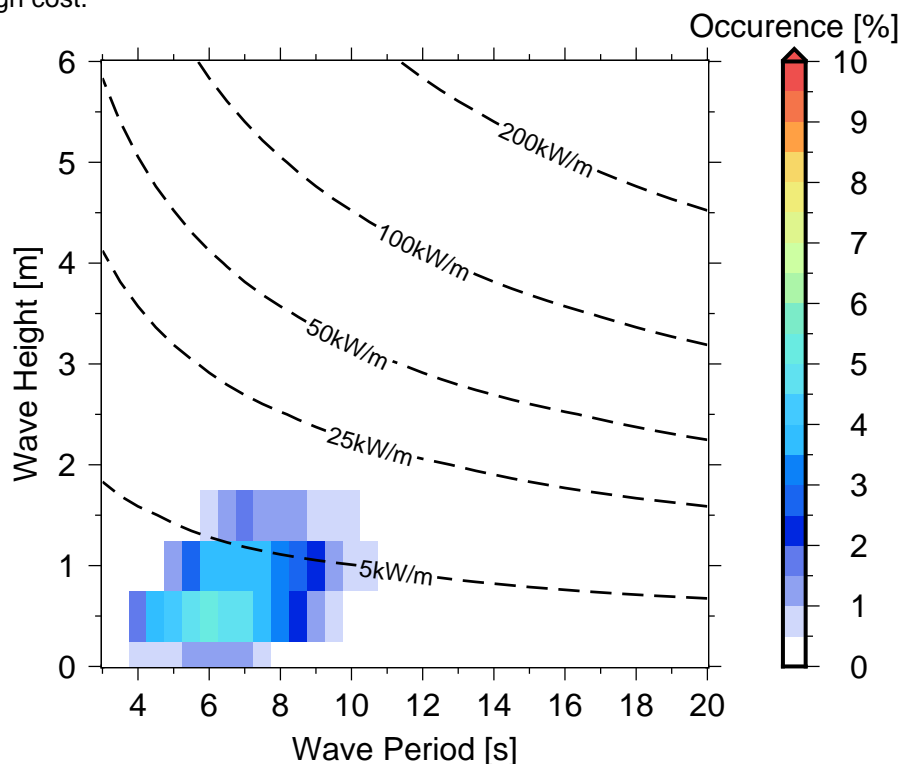 gh cost.
Occurence [%]
6
5
4
3
2
1
0
Wave Height [m]
200kW/m
100kW/m
50kW/m
25kW/m
5kW/m
4 6 8 10 12 14 16 18 20
Wave Period [s]
10
9
8
7
6
5
4
3
2
1
0